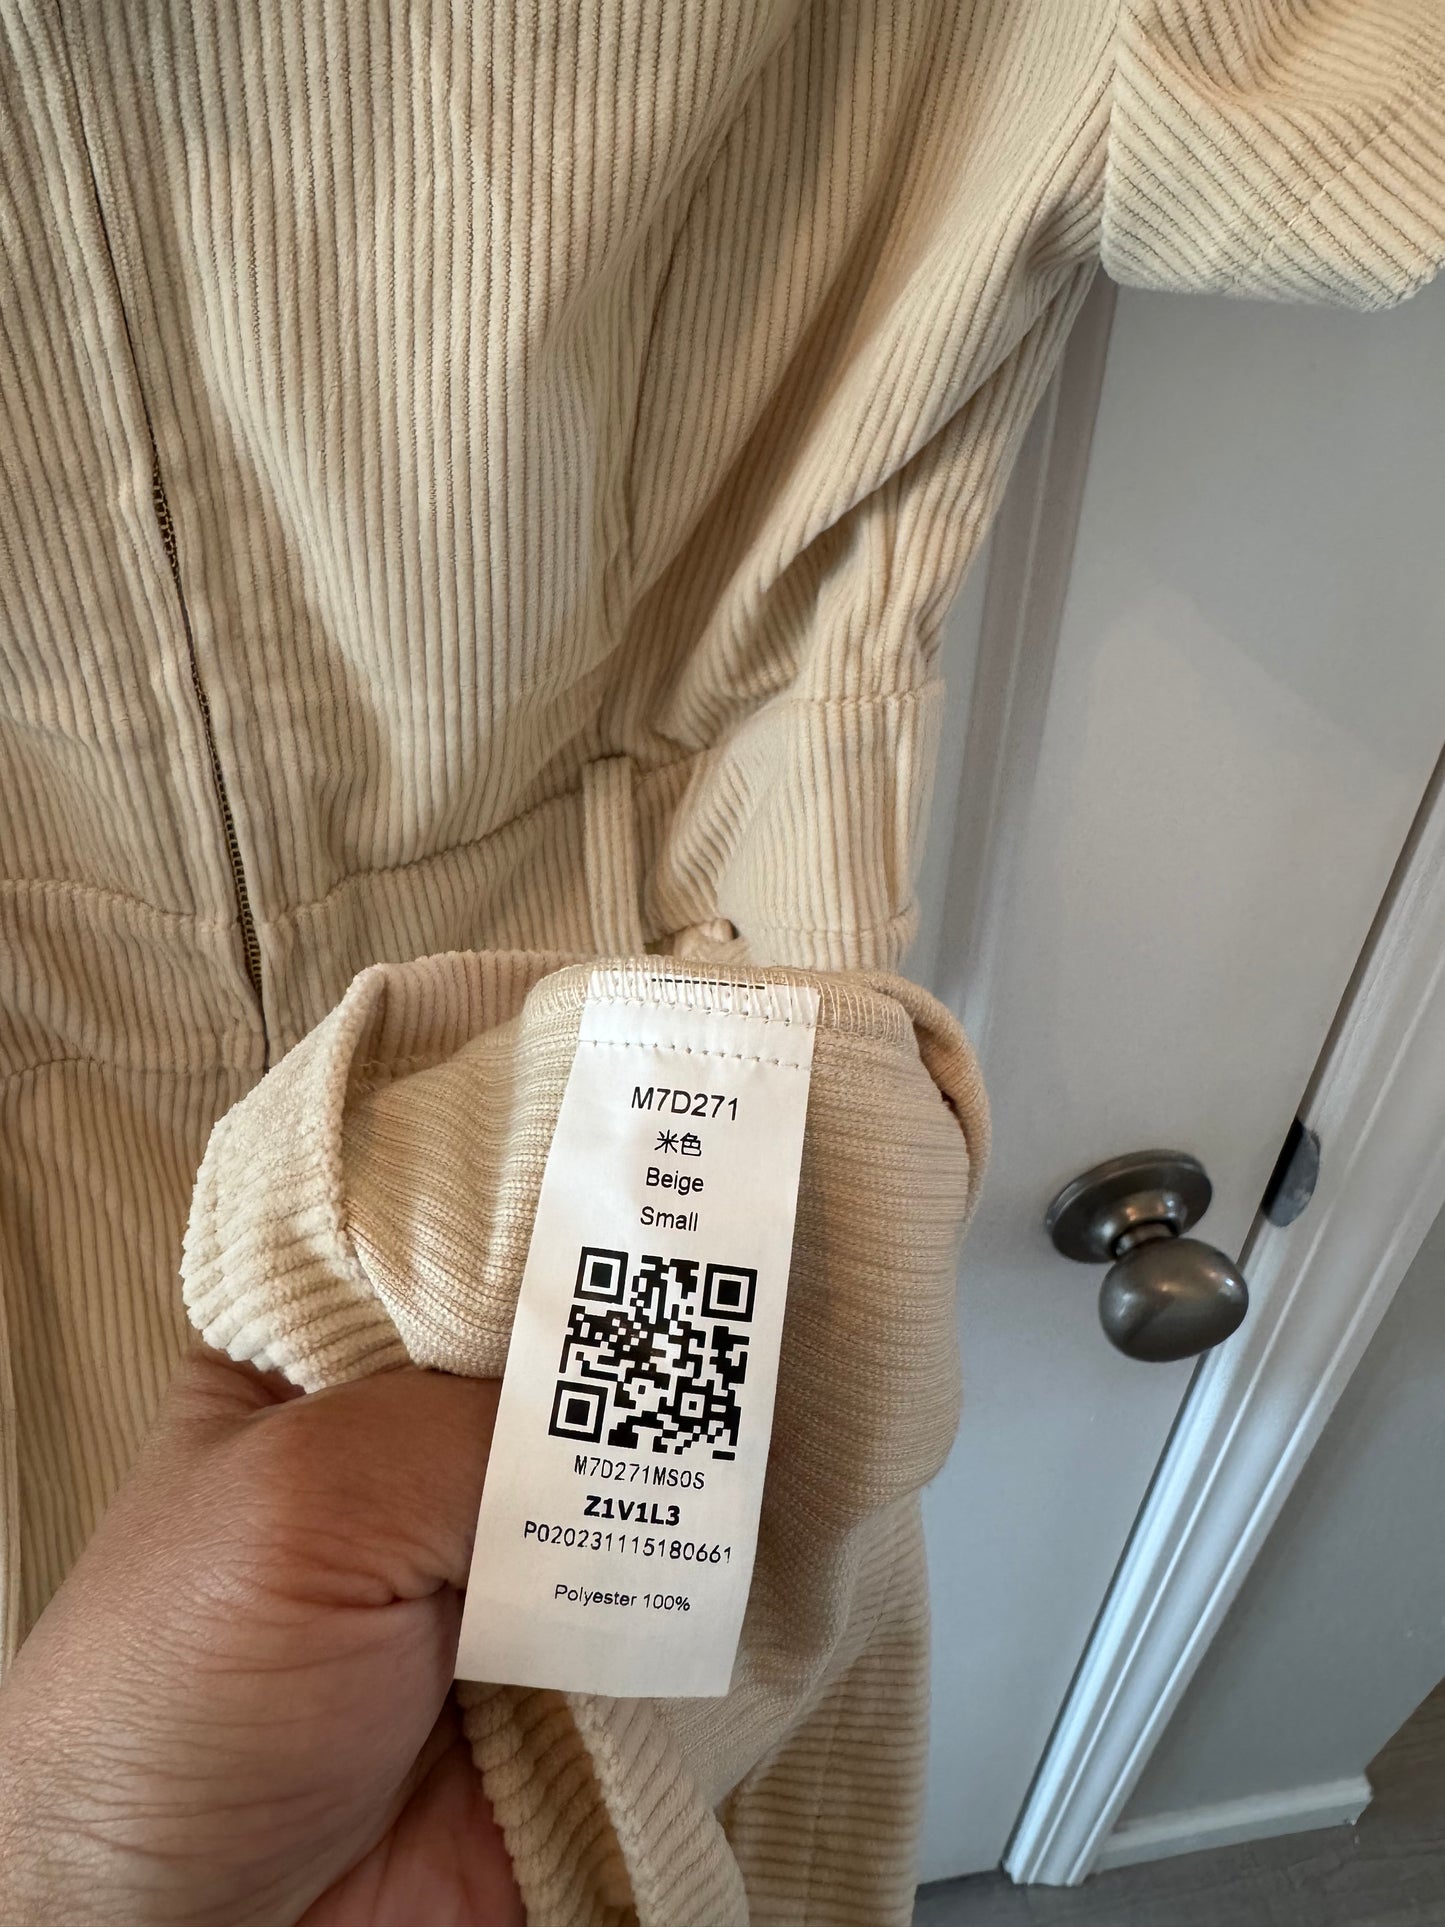 M7D271
米色
Beige
Small
M7D271MS0S
Z1V1L3
P020231115180661
Polyester 100%